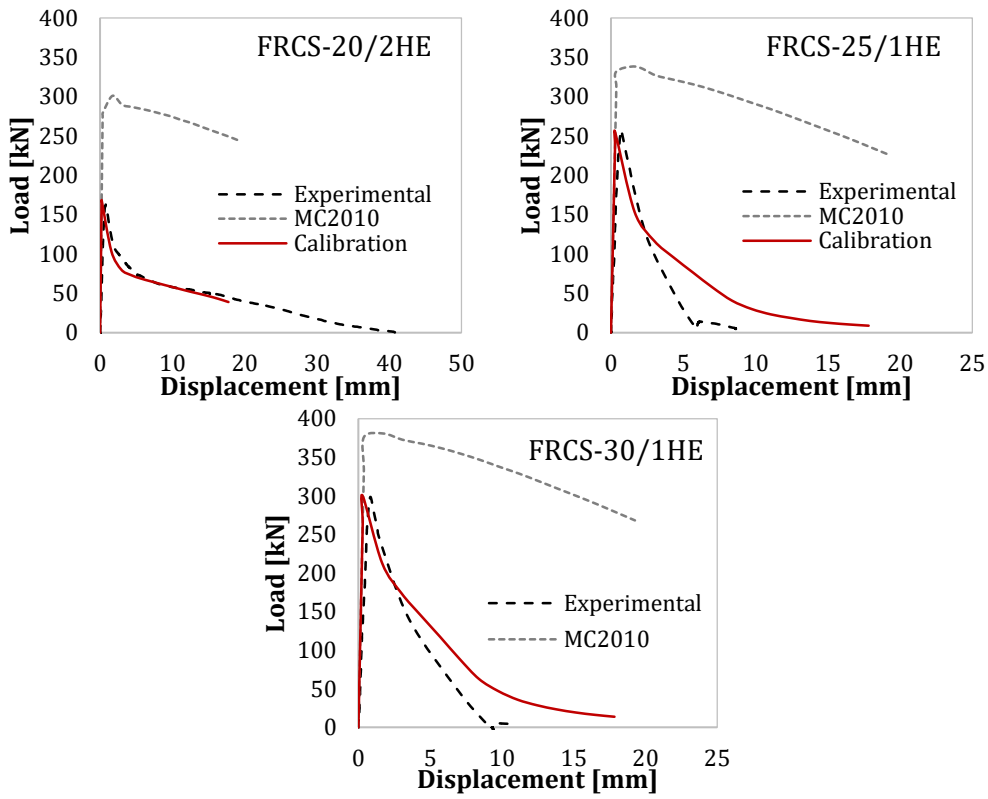 FRCS-20/2HE
Load [kN]
400
350
300
250
200
150
100
50
0
Experimental
MC2010
Calibration
0 10 20 30 40 50
Displacement [mm]
FRCS-25/1HE
Load [kN]
400
350
300
250
200
150
100
50
0
Experimental
MC2010
Calibration
0 5 10 15 20 25
Displacement [mm]
FRCS-30/1HE
Load [kN]
400
350
300
250
200
150
100
50
0
Experimental
MC2010
0 5 10 15 20 25
Displacement [mm]